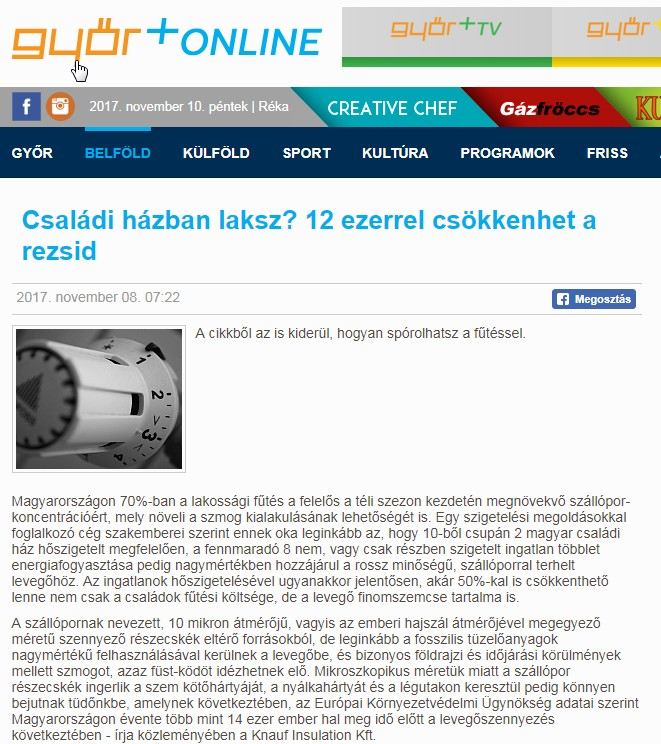 győr+ONLINE
győr+TV
győr+
2017. november 10. péntek | Réka
CREATIVE CHEF
Gázfröccs
GYŐR BELFÖLD KÜLFÖLD SPORT KULTÚRA PROGRAMOK FRISS
Családi házban laksz? 12 ezerrel csökkenhet a
rezsid
2017. november 08. 07:22
Megosztás
A cikkből az is kiderül, hogyan spórolhatsz a fűtéssel.
1
2
3
Magyarországon 70%-ban a lakossági fűtés a felelős a téli szezon kezdetén megnövekvő szállópor-
koncentrációért, mely növeli a szmog kialakulásának lehetőségét is. Egy szigetelési megoldásokkal
foglalkozó cég szakemberei szerint ennek oka leginkább az, hogy 10-ből csupán 2 magyar családi
ház hőszigetelt megfelelően, a fennmaradó 8 nem, vagy csak részben szigetelt ingatlan többlet
energiafogyasztása pedig nagymértékben hozzájárul a rossz minőségű, szállóporral terhelt
levegőhöz. Az ingatlanok hőszigetelésével ugyanakkor jelentősen, akár 50%-kal is csökkenthető
lenne nem csak a családok fűtési költsége, de a levegő finomszemcse tartalma is.
A szállópornak nevezett, 10 mikron átmérőjű, vagyis az emberi hajszál átmérőjével megegyező
méretű szennyező részecskék eltérő forrásokból, de leginkább a fosszilis tüzelőanyagok
nagymértékű felhasználásával kerülnek a levegőbe, és bizonyos földrajzi és időjárási körülmények
mellett szmogot, azaz füst-ködöt idézhetnek elő. Mikroszkopikus méretük miatt a szállópor
részecskék ingerlik a szem kötőhártyáját, a nyálkahártyát és a légutakon keresztül pedig könnyen
bejutnak tüdőnkbe, amelynek következtében, az Európai Környezetvédelmi Ügynökség adatai szerint
Magyarországon évente több mint 14 ezer ember hal meg idő előtt a levegőszennyezés
következtében - írja közleményében a Knauf Insulation Kft.